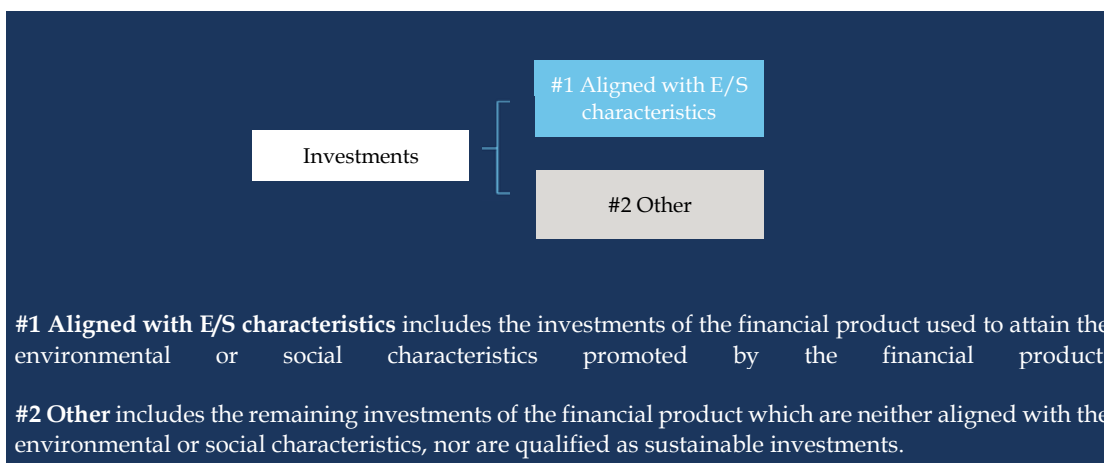 #1 Aligned with E/S
characteristics
Investments
#2 Other
#1 Aligned with E/S characteristics includes the investments of the financial product used to attain the
environmental or social characteristics promoted by the financial product
#2 Other includes the remaining investments of the financial product which are neither aligned with the
environmental or social characteristics, nor are qualified as sustainable investments.